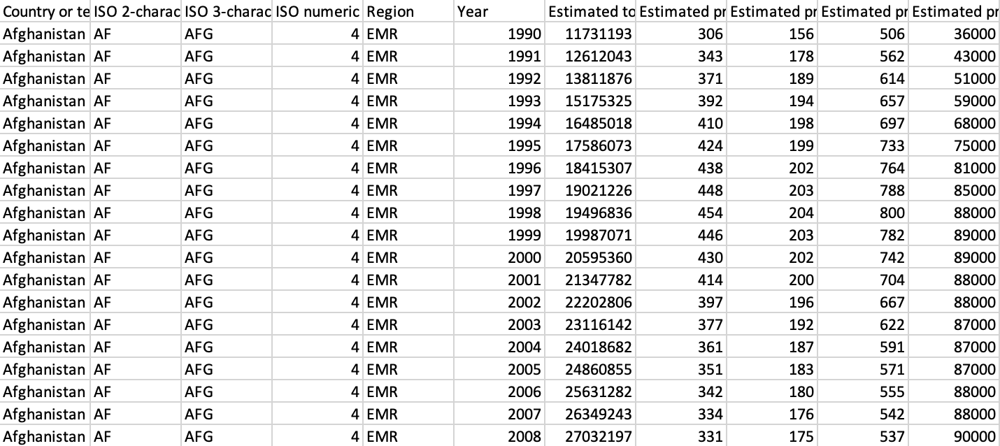 Country or te ISO 2-charac ISO 3-charac ISO numeric Region Year Estimated to Estimated pr Estimated pr Estimated pr Estimated pr
Afghanistan AF AFG 4 EMR 1990 11731193 306 156 506 36000
Afghanistan AF AFG 4 EMR 1991 12612043 343 178 562 43000
Afghanistan AF AFG 4 EMR 1992 13811876 371 189 614 51000
Afghanistan AF AFG 4 EMR 1993 15175325 392 194 657 59000
Afghanistan AF AFG 4 EMR 1994 16485018 410 198 697 68000
Afghanistan AF AFG 4 EMR 1995 17586073 424 199 733 75000
Afghanistan AF AFG 4 EMR 1996 18415307 438 202 764 81000
Afghanistan AF AFG 4 EMR 1997 19021226 448 203 788 85000
Afghanistan AF AFG 4 EMR 1998 19496836 454 204 800 88000
Afghanistan AF AFG 4 EMR 1999 19987071 446 203 782 89000
Afghanistan AF AFG 4 EMR 2000 20595360 430 202 742 89000
Afghanistan AF AFG 4 EMR 2001 21347782 414 200 704 88000
Afghanistan AF AFG 4 EMR 2002 22202806 397 196 667 88000
Afghanistan AF AFG 4 EMR 2003 23116142 377 192 622 87000
Afghanistan AF AFG 4 EMR 2004 24018682 361 187 591 87000
Afghanistan AF AFG 4 EMR 2005 24860855 351 183 571 87000
Afghanistan AF AFG 4 EMR 2006 25631282 342 180 555 88000
Afghanistan AF AFG 4 EMR 2007 26349243 334 176 542 88000
Afghanistan AF AFG 4 EMR 2008 27032197 331 175 537 90000